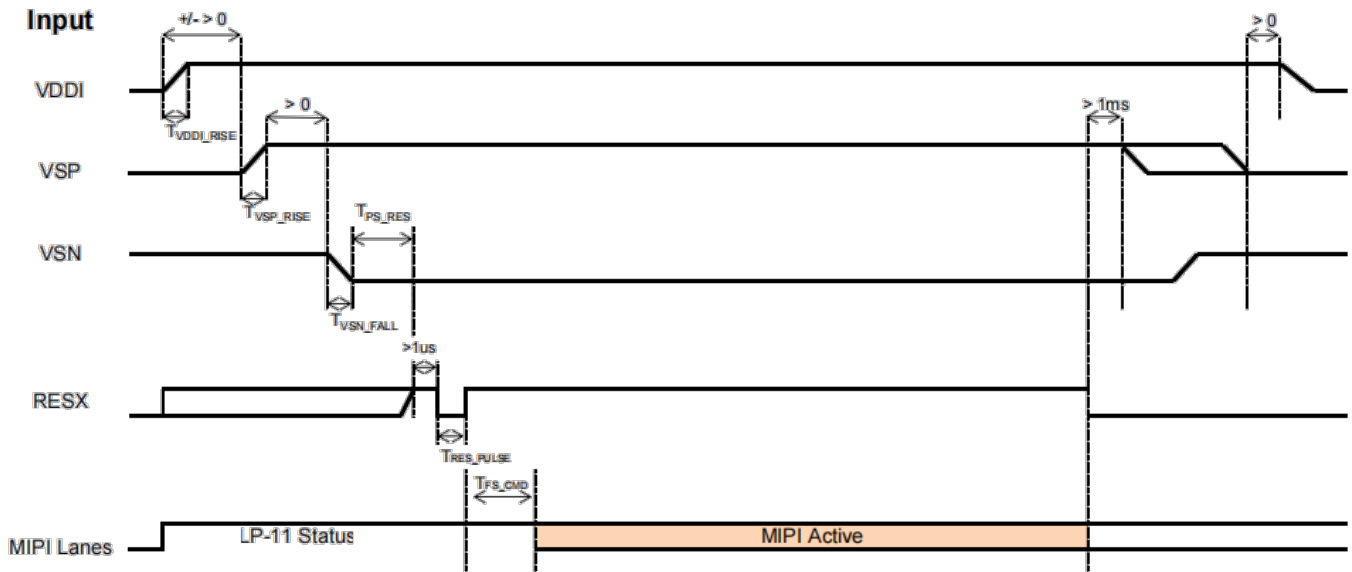 Input
+/- > 0
> 0
VDDI
> 0
> 1ms
TVDDI_RISE
VSP
TVSP_RISE
TPS_RES
VSN
TVSN_FALL
>1us
RESX
TRES_PULSE
TFS_CMD
LP-11 Status
MIPI Active
MIPI Lanes